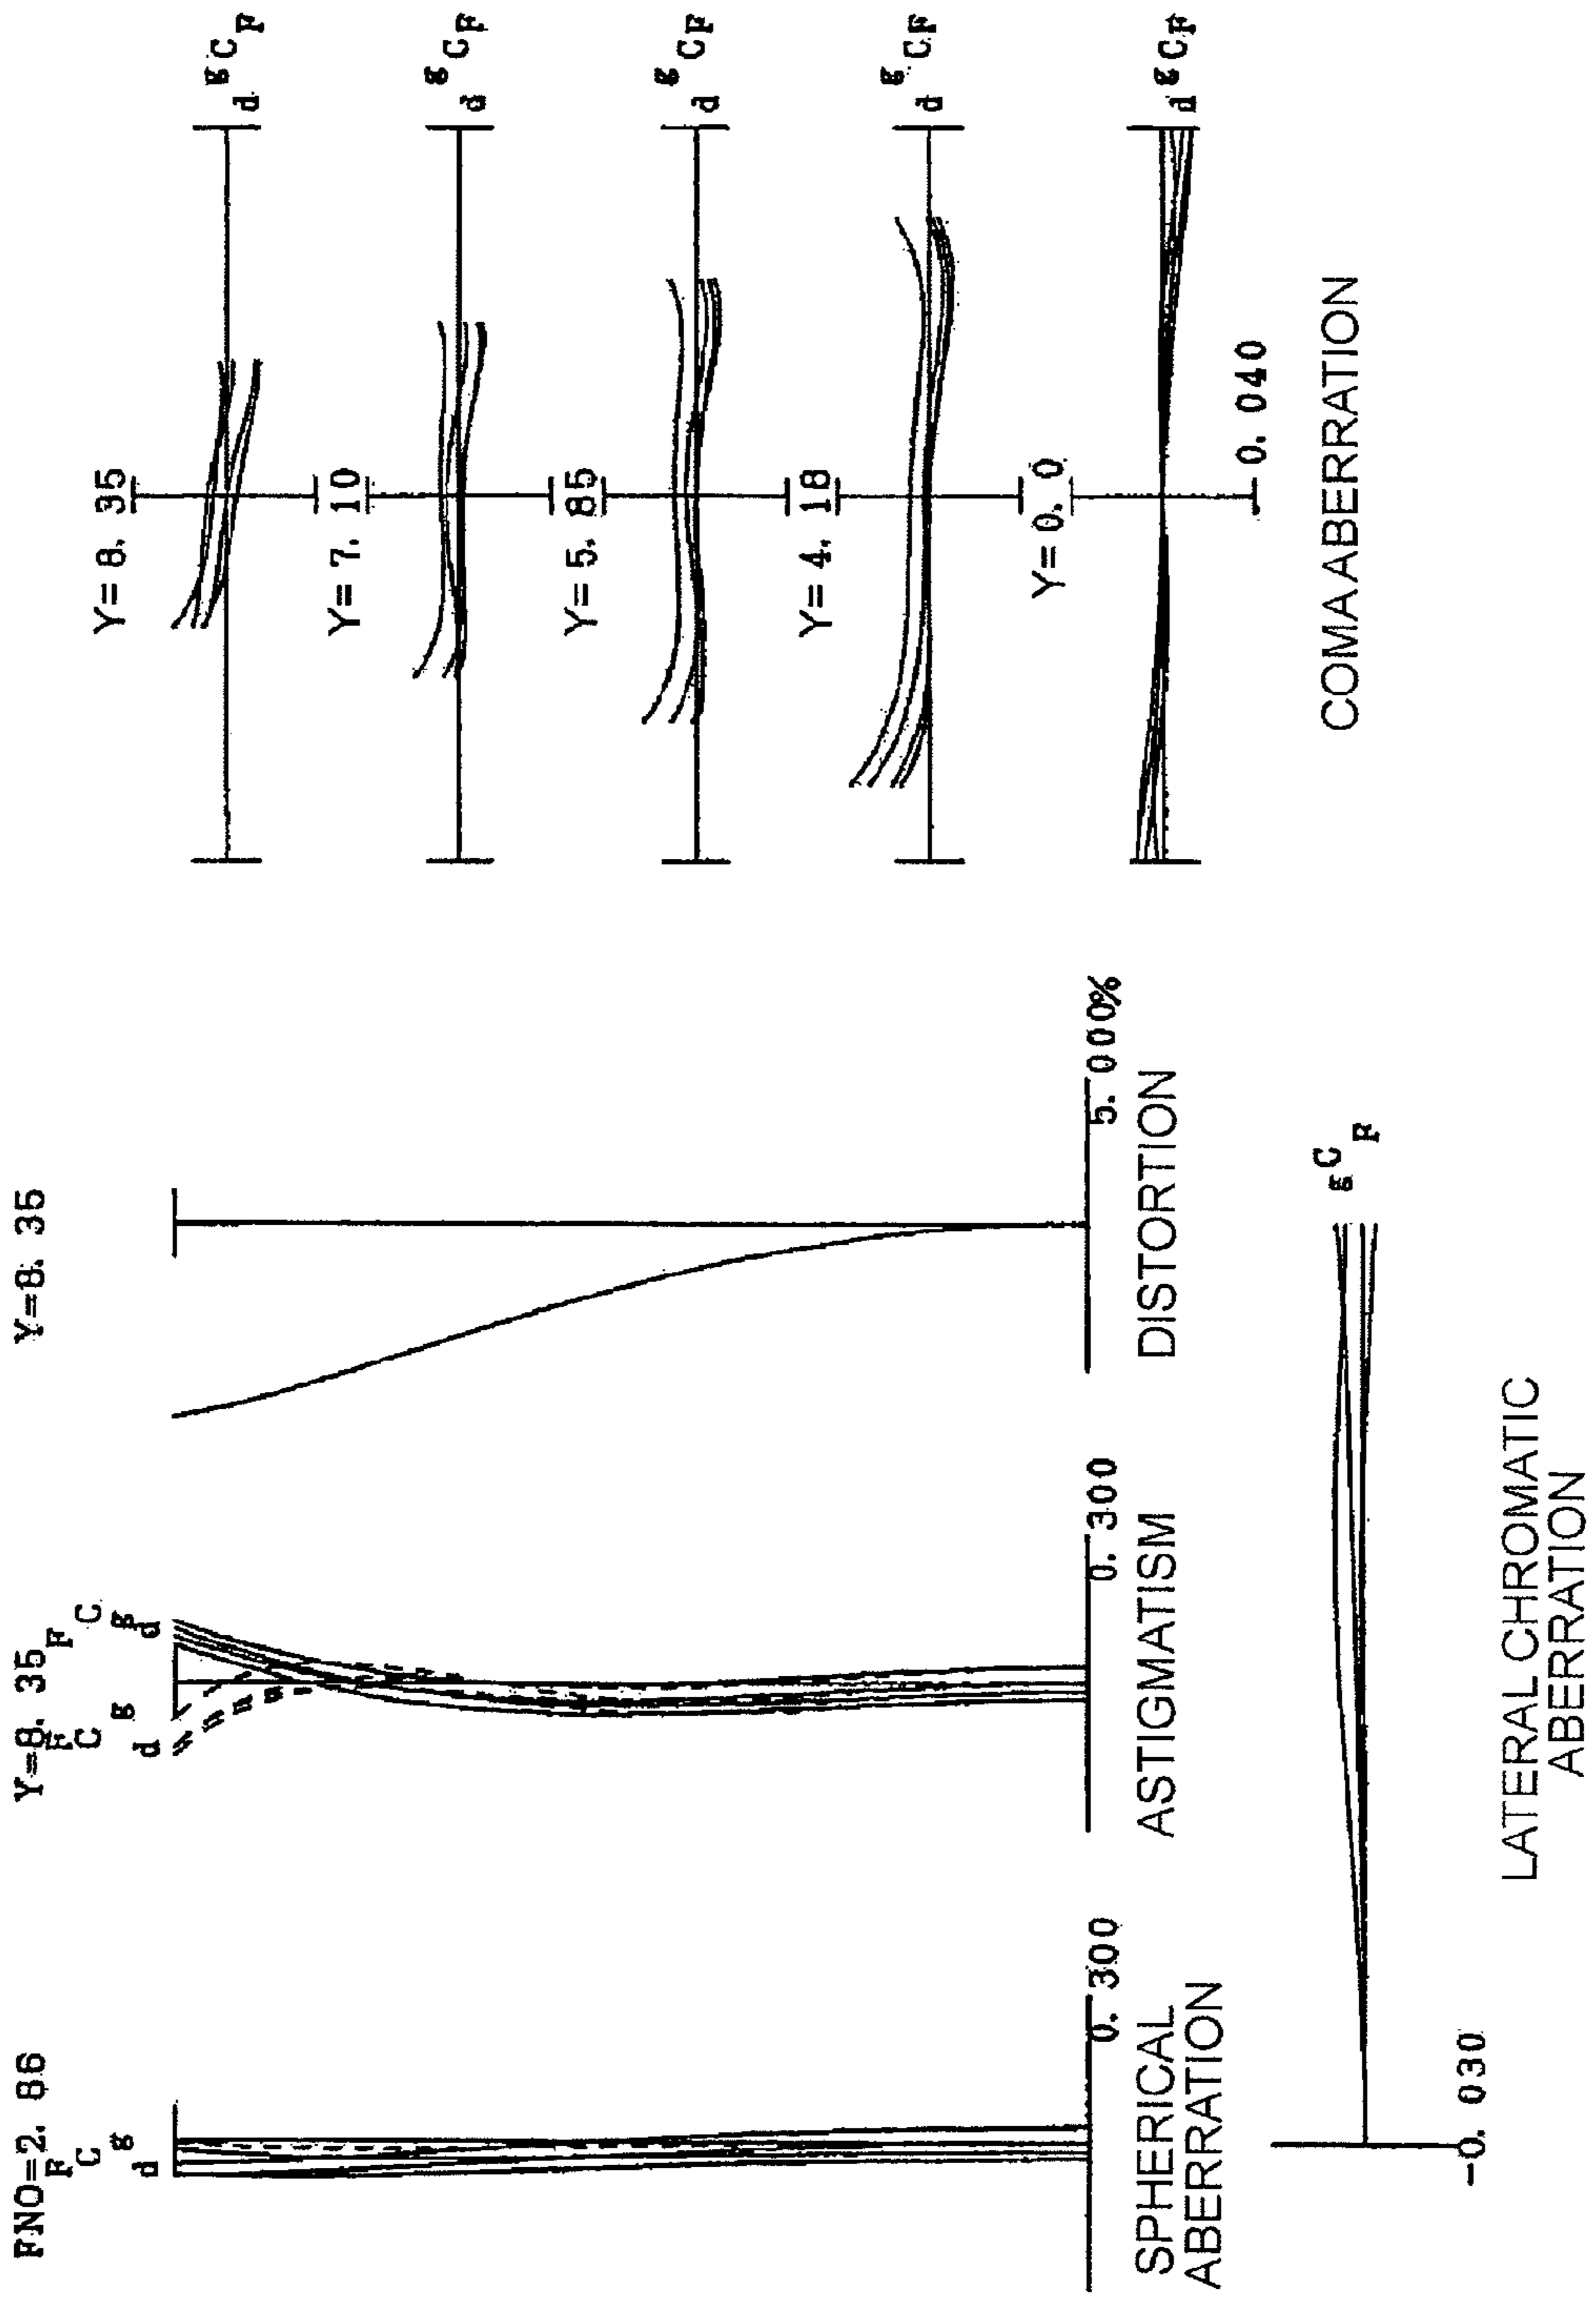 FNO=2. 86
F
C
g
d
0. 300
SPHERICAL
ABERRATION
Y=8. 35
F F
C C
g g
d d
0. 300
ASTIGMATISM
Y=8. 35
5. 000%
DISTORTION
g C F
-0. 030
LATERAL CHROMATIC
ABERRATION
Y=8. 35
d g C F
Y=7. 10
d g C F
Y=5. 85
d g C F
Y=4. 18
d g C F
Y=0. 0
d g C F
0. 040
COMA ABERRATION